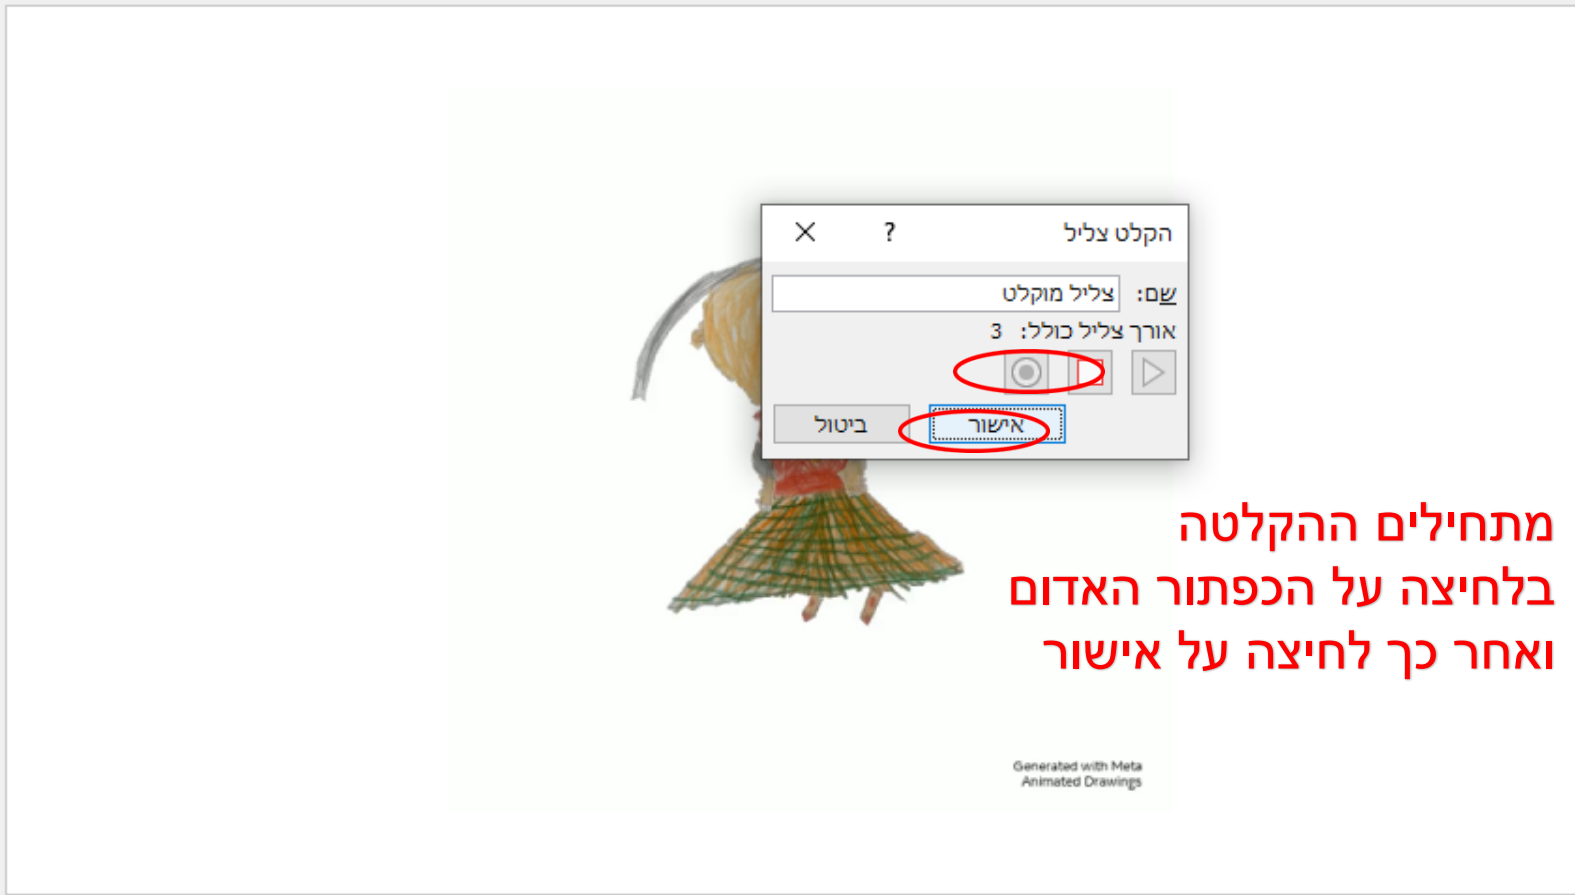 הקלט צליל ?
שם: צליל מוקלט
אורך צליל כולל: 3
אישור ביטול
מתחילים ההקלטה
בלחיצה על הכפתור האדום
ואחר כך לחיצה על אישור
Generated with Meta
Animated Drawings